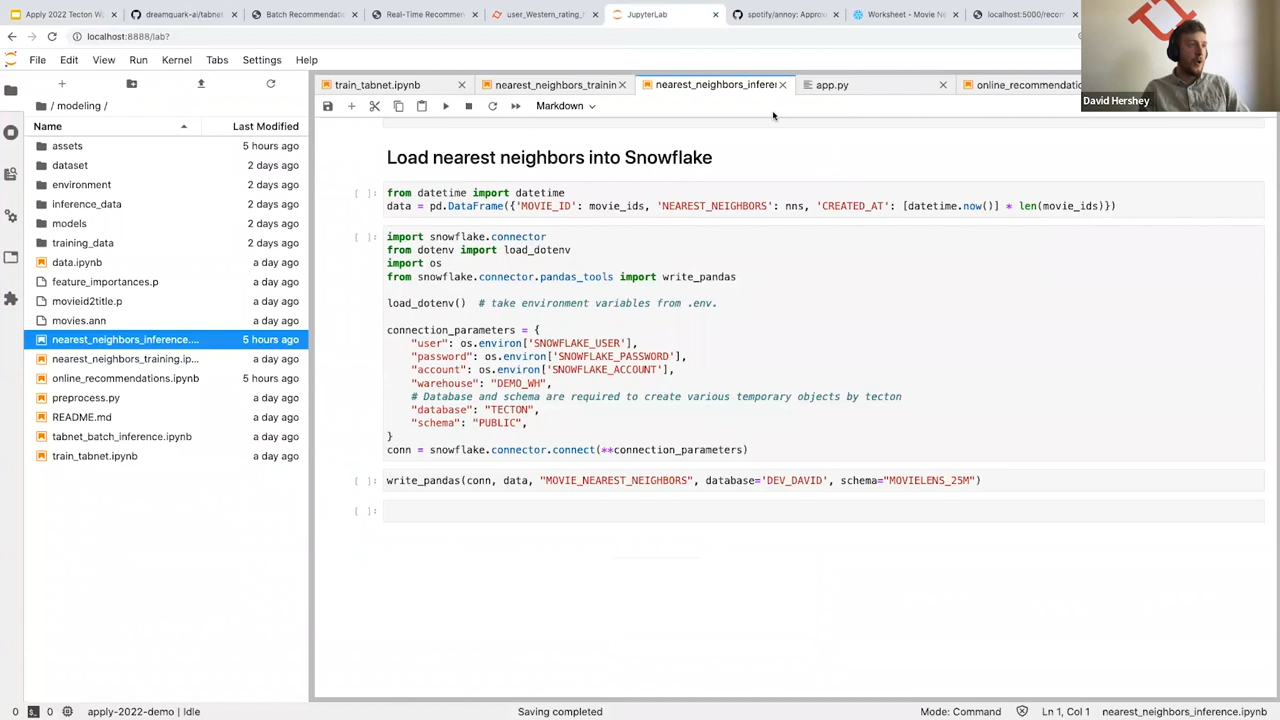 Apply 2022 Tecton W
dreamquark-ai/tabnet
Batch Recommendatio
Real-Time Recommer
user_Western_rating_
JupyterLab
spotify/annoy: Approx
Worksheet - Movie Ne
localhost:5000/recom
localhost:8888/lab?
File Edit View Run Kernel Tabs Settings Help
train_tabnet.ipynb
nearest_neighbors_trainin
nearest_neighbors_infere
app.py
online_recommendati
David Hershey
/ modeling /
Markdown
Name Last Modified
assets 5 hours ago
dataset 2 days ago
environment 2 days ago
inference_data 2 days ago
models 2 days ago
training_data 2 days ago
data.ipynb a day ago
feature_importances.p a day ago
movieid2title.p a day ago
movies.ann a day ago
nearest_neighbors_inference.... 5 hours ago
nearest_neighbors_training.ip... a day ago
online_recommendations.ipynb 5 hours ago
preprocess.py a day ago
README.md a day ago
tabnet_batch_inference.ipynb a day ago
train_tabnet.ipynb a day ago
Load nearest neighbors into Snowflake
[ ]: from datetime import datetime
data = pd.DataFrame({'MOVIE_ID': movie_ids, 'NEAREST_NEIGHBORS': nns, 'CREATED_AT': [datetime.now()] * len(movie_ids)})
[ ]: import snowflake.connector
from dotenv import load_dotenv
import os
from snowflake.connector.pandas_tools import write_pandas
load_dotenv() # take environment variables from .env.
connection_parameters = {
"user": os.environ['SNOWFLAKE_USER'],
"password": os.environ['SNOWFLAKE_PASSWORD'],
"account": os.environ['SNOWFLAKE_ACCOUNT'],
"warehouse": "DEMO_WH",
# Database and schema are required to create various temporary objects by tecton
"database": "TECTON",
"schema": "PUBLIC",
}
conn = snowflake.connector.connect(**connection_parameters)
[ ]: write_pandas(conn, data, "MOVIE_NEAREST_NEIGHBORS", database='DEV_DAVID', schema="MOVIELENS_25M")
[ ]:
0 0 apply-2022-demo | Idle
Saving completed
Mode: Command
Ln 1, Col 1
nearest_neighbors_inference.ipynb